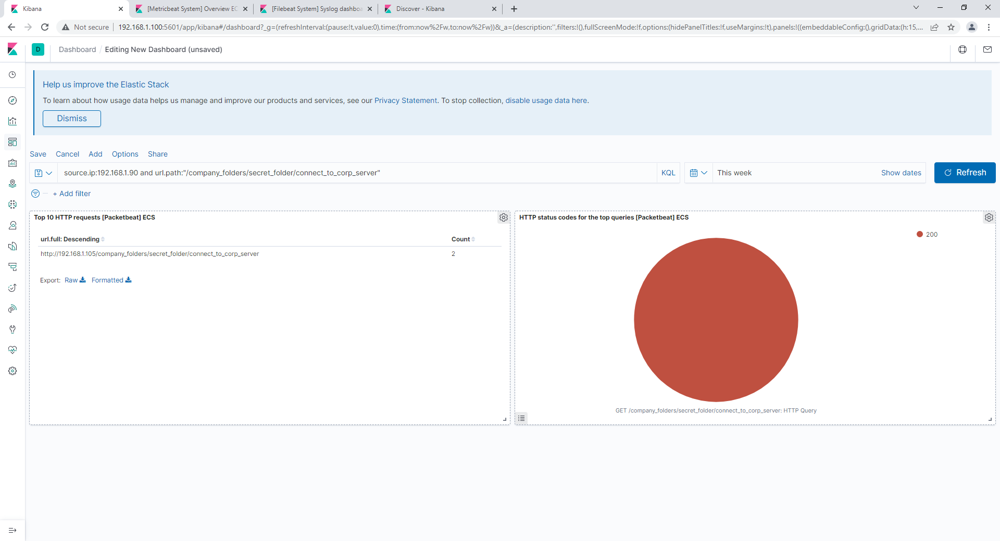 Kibana
[Metricbeat System] Overview EC
[Filebeat System] Syslog dashboa
Discover - Kibana
Not secure
192.168.1.100:5601/app/kibana#/dashboard?_g=(refreshInterval:(pause:!t,value:0),time:(from:now%2Fw,to:now%2Fw))&_a=(description:'',filters:!(),fullScreenMode:!f,options:(hidePanelTitles:!f,useMargins:!t),panels:!((embeddableConfig:(),gridData:(h:15,...
D
Dashboard / Editing New Dashboard (unsaved)
Help us improve the Elastic Stack
To learn about how usage data helps us manage and improve our products and services, see our Privacy Statement. To stop collection, disable usage data here.
Dismiss
Save Cancel Add Options Share
source.ip:192.168.1.90 and url.path:"/company_folders/secret_folder/connect_to_corp_server"
KQL
This week
Show dates
Refresh
+ Add filter
Top 10 HTTP requests [Packetbeat] ECS
url.full: Descending Count
http://192.168.1.105/company_folders/secret_folder/connect_to_corp_server 2
Export: Raw Formatted
HTTP status codes for the top queries [Packetbeat] ECS
200
GET /company_folders/secret_folder/connect_to_corp_server: HTTP Query